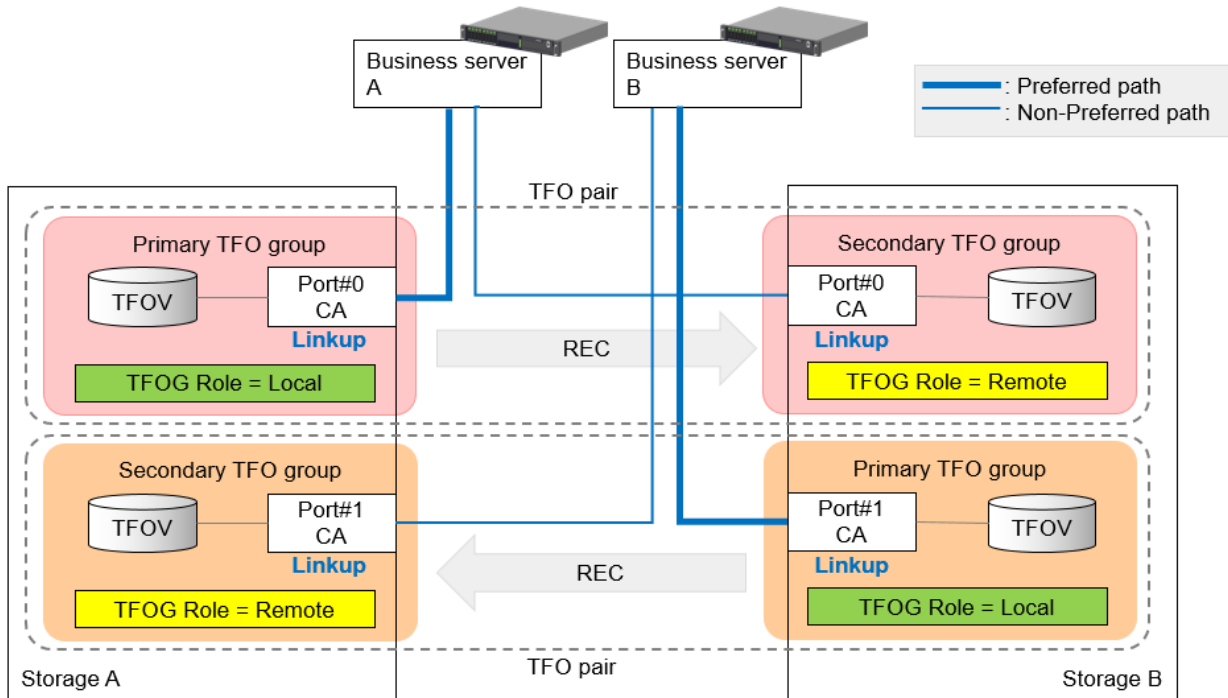 Business server
A
Business server
B
: Preferred path
: Non-Preferred path
TFO pair
Primary TFO group
TFOV
Port#0
CA
Linkup
TFOG Role = Local
REC
Secondary TFO group
Port#0
CA
Linkup
TFOV
TFOG Role = Remote
Secondary TFO group
TFOV
Port#1
CA
Linkup
TFOG Role = Remote
REC
Primary TFO group
Port#1
CA
Linkup
TFOV
TFOG Role = Local
TFO pair
Storage A
Storage B